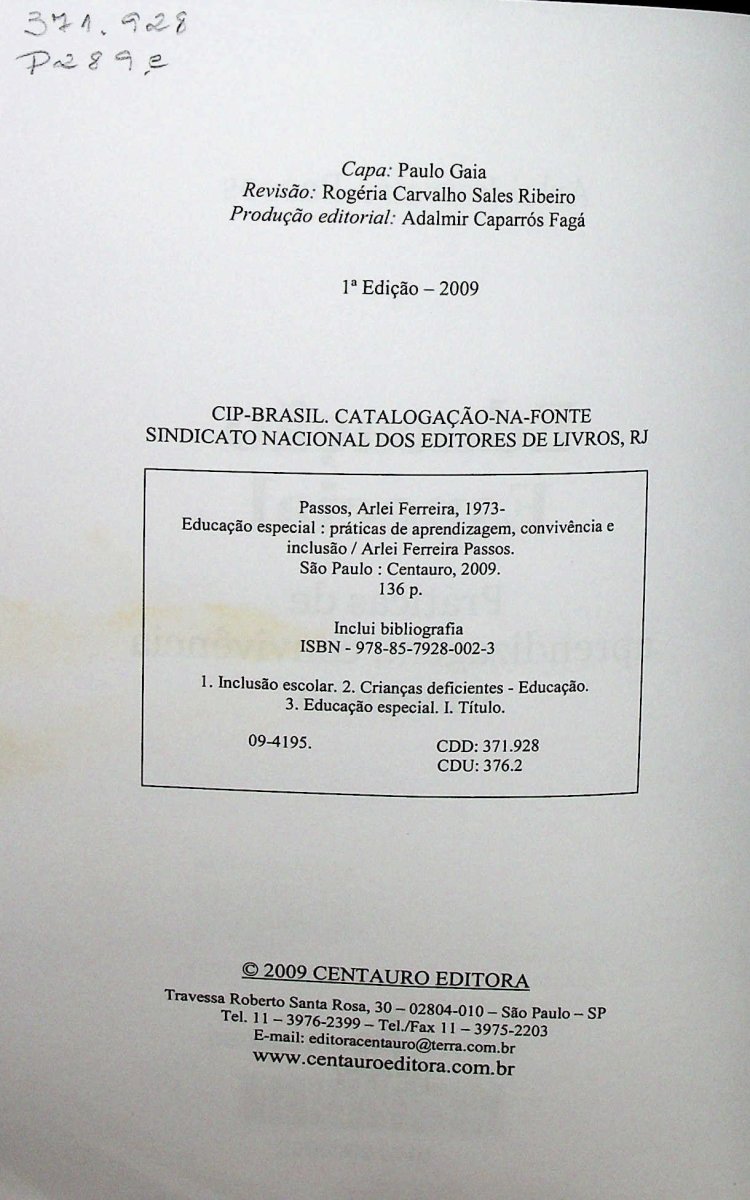 371.928
P289e
Capa: Paulo Gaia
Revisão: Rogéria Carvalho Sales Ribeiro
Produção editorial: Adalmir Caparrós Fagá
1ª Edição – 2009
CIP-BRASIL. CATALOGAÇÃO-NA-FONTE
SINDICATO NACIONAL DOS EDITORES DE LIVROS, RJ
Passos, Arlei Ferreira, 1973-
Educação especial : práticas de aprendizagem, convivência e
inclusão / Arlei Ferreira Passos.
São Paulo : Centauro, 2009.
136 p.
Inclui bibliografia
ISBN - 978-85-7928-002-3
1. Inclusão escolar. 2. Crianças deficientes - Educação.
3. Educação especial. I. Título.
09-4195. CDD: 371.928
CDU: 376.2
© 2009 CENTAURO EDITORA
Travessa Roberto Santa Rosa, 30 – 02804-010 – São Paulo – SP
Tel. 11 – 3976-2399 – Tel./Fax 11 – 3975-2203
E-mail: editoracentauro@terra.com.br
www.centauroeditora.com.br